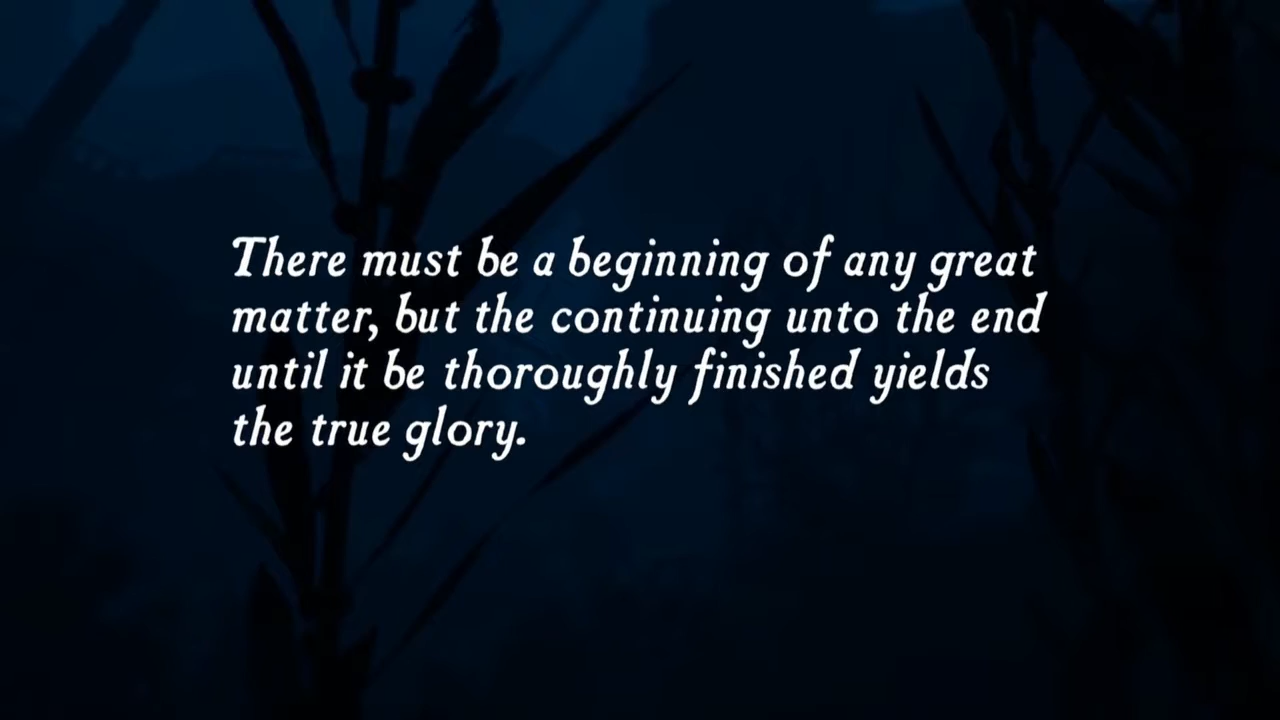 There must be a beginning of any great
matter, but the continuing unto the end
until it be thoroughly finished yields
the true glory.